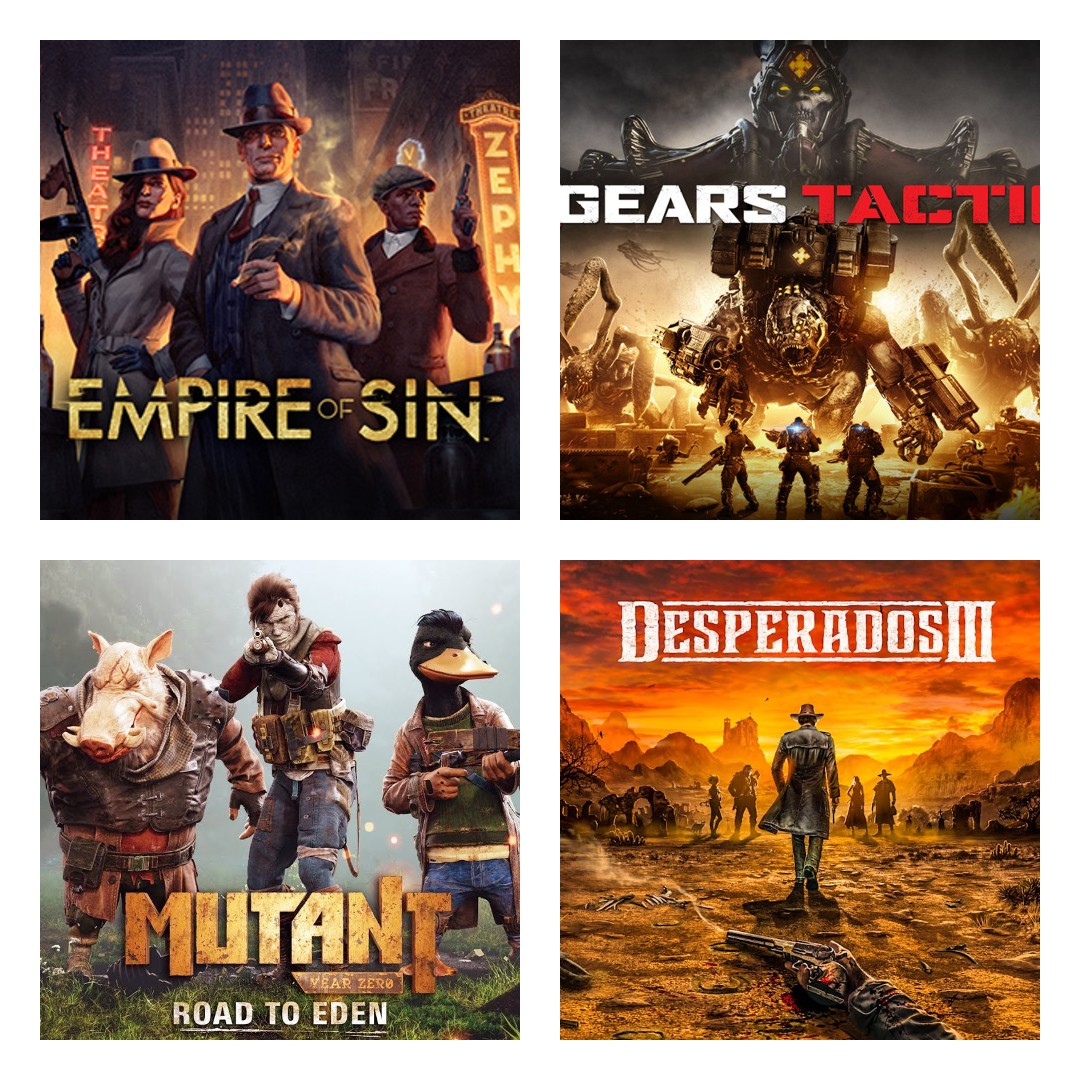 THEATR
THEATRE
ZEPHY
V
EMPIRE OF SIN
GEARS TACTI
MUTANT
YEAR ZERO
ROAD TO EDEN
DESPERADOS III